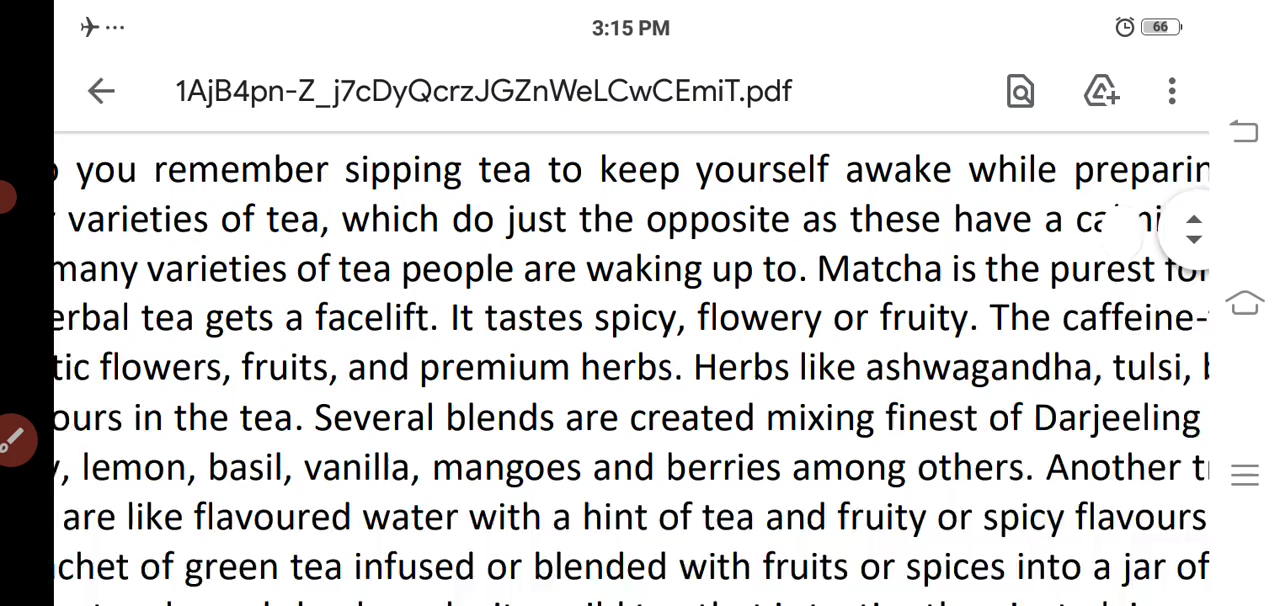 3:15 PM
66
1AjB4pn-Z_j7cDyQcrzJGZnWeLCwCEmiT.pdf
you remember sipping tea to keep yourself awake while preparin
varieties of tea, which do just the opposite as these have a
many varieties of tea people are waking up to. Matcha is the purest
erbal tea gets a facelift. It tastes spicy, flowery or fruity. The caffeine-
tic flowers, fruits, and premium herbs. Herbs like ashwagandha, tulsi,
ours in the tea. Several blends are created mixing finest of Darjeeling
, lemon, basil, vanilla, mangoes and berries among others. Another
are like flavoured water with a hint of tea and fruity or spicy flavours
chet of green tea infused or blended with fruits or spices into a jar of